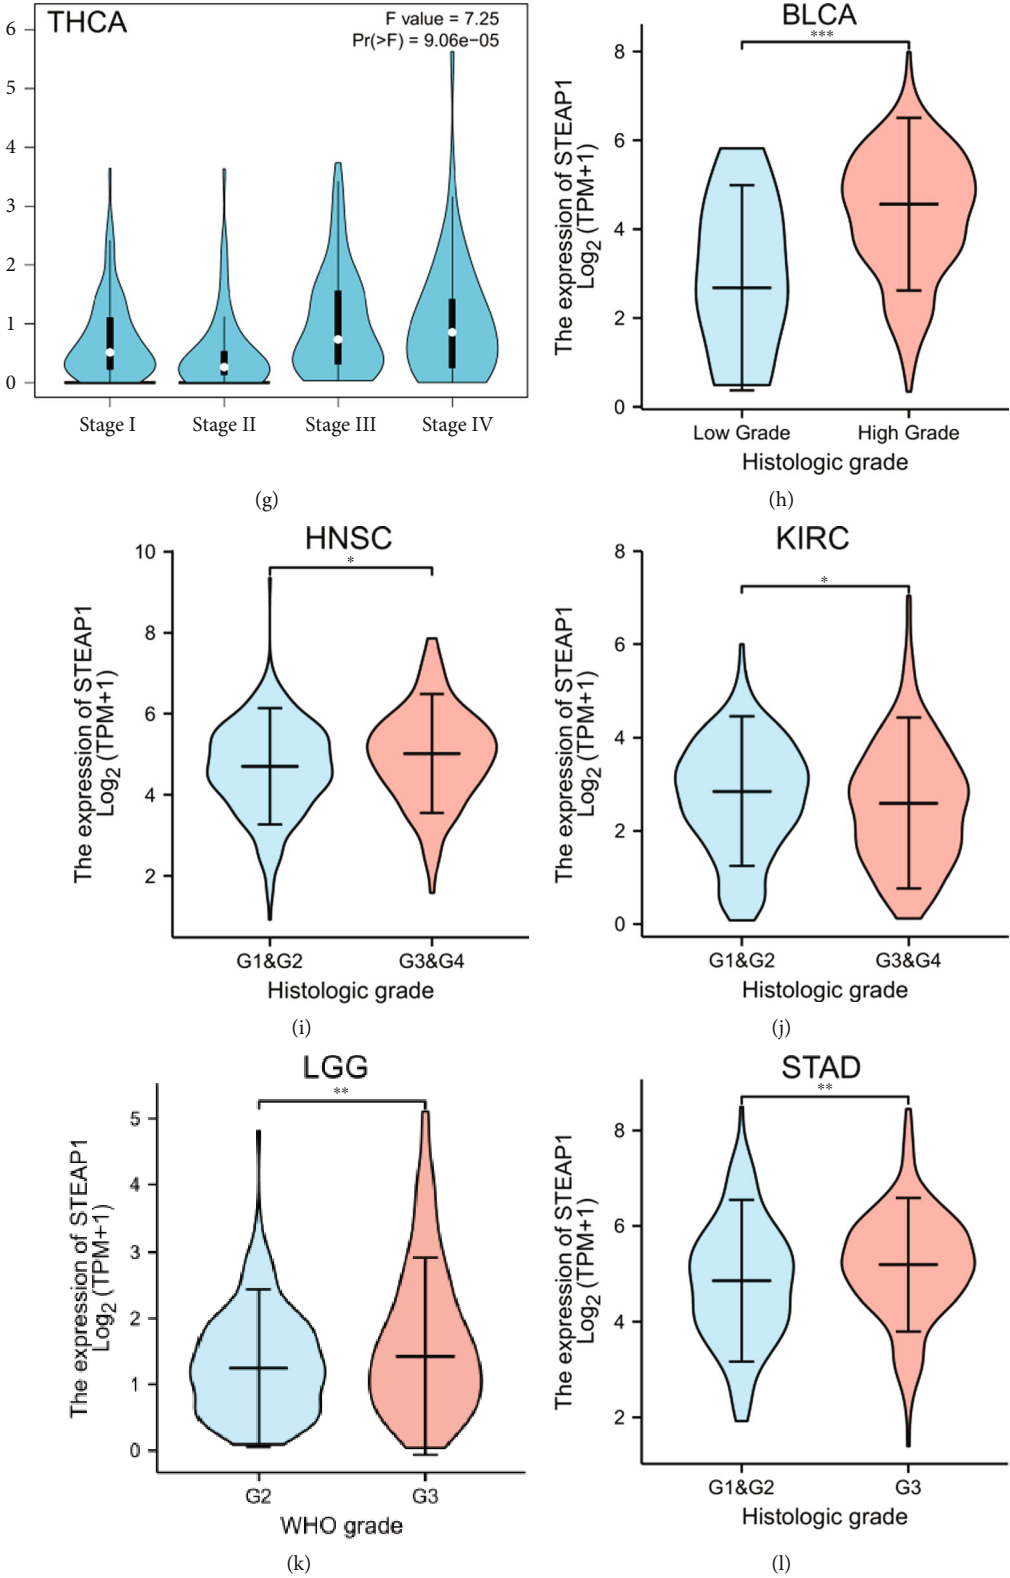 THCA
F value = 7.25
Pr(>F) = 9.06e−05
6
5
4
3
2
1
0
Stage I Stage II Stage III Stage IV
(g)
BLCA
***
The expression of STEAP1
Log2 (TPM+1)
8
6
4
2
0
Low Grade High Grade
Histologic grade
(h)
HNSC
*
The expression of STEAP1
Log2 (TPM+1)
10
8
6
4
2
G1&G2 G3&G4
Histologic grade
(i)
KIRC
*
The expression of STEAP1
Log2 (TPM+1)
8
6
4
2
0
G1&G2 G3&G4
Histologic grade
(j)
LGG
**
The expression of STEAP1
Log2 (TPM+1)
5
4
3
2
1
0
G2 G3
WHO grade
(k)
STAD
**
The expression of STEAP1
Log2 (TPM+1)
8
6
4
2
G1&G2 G3
Histologic grade
(l)